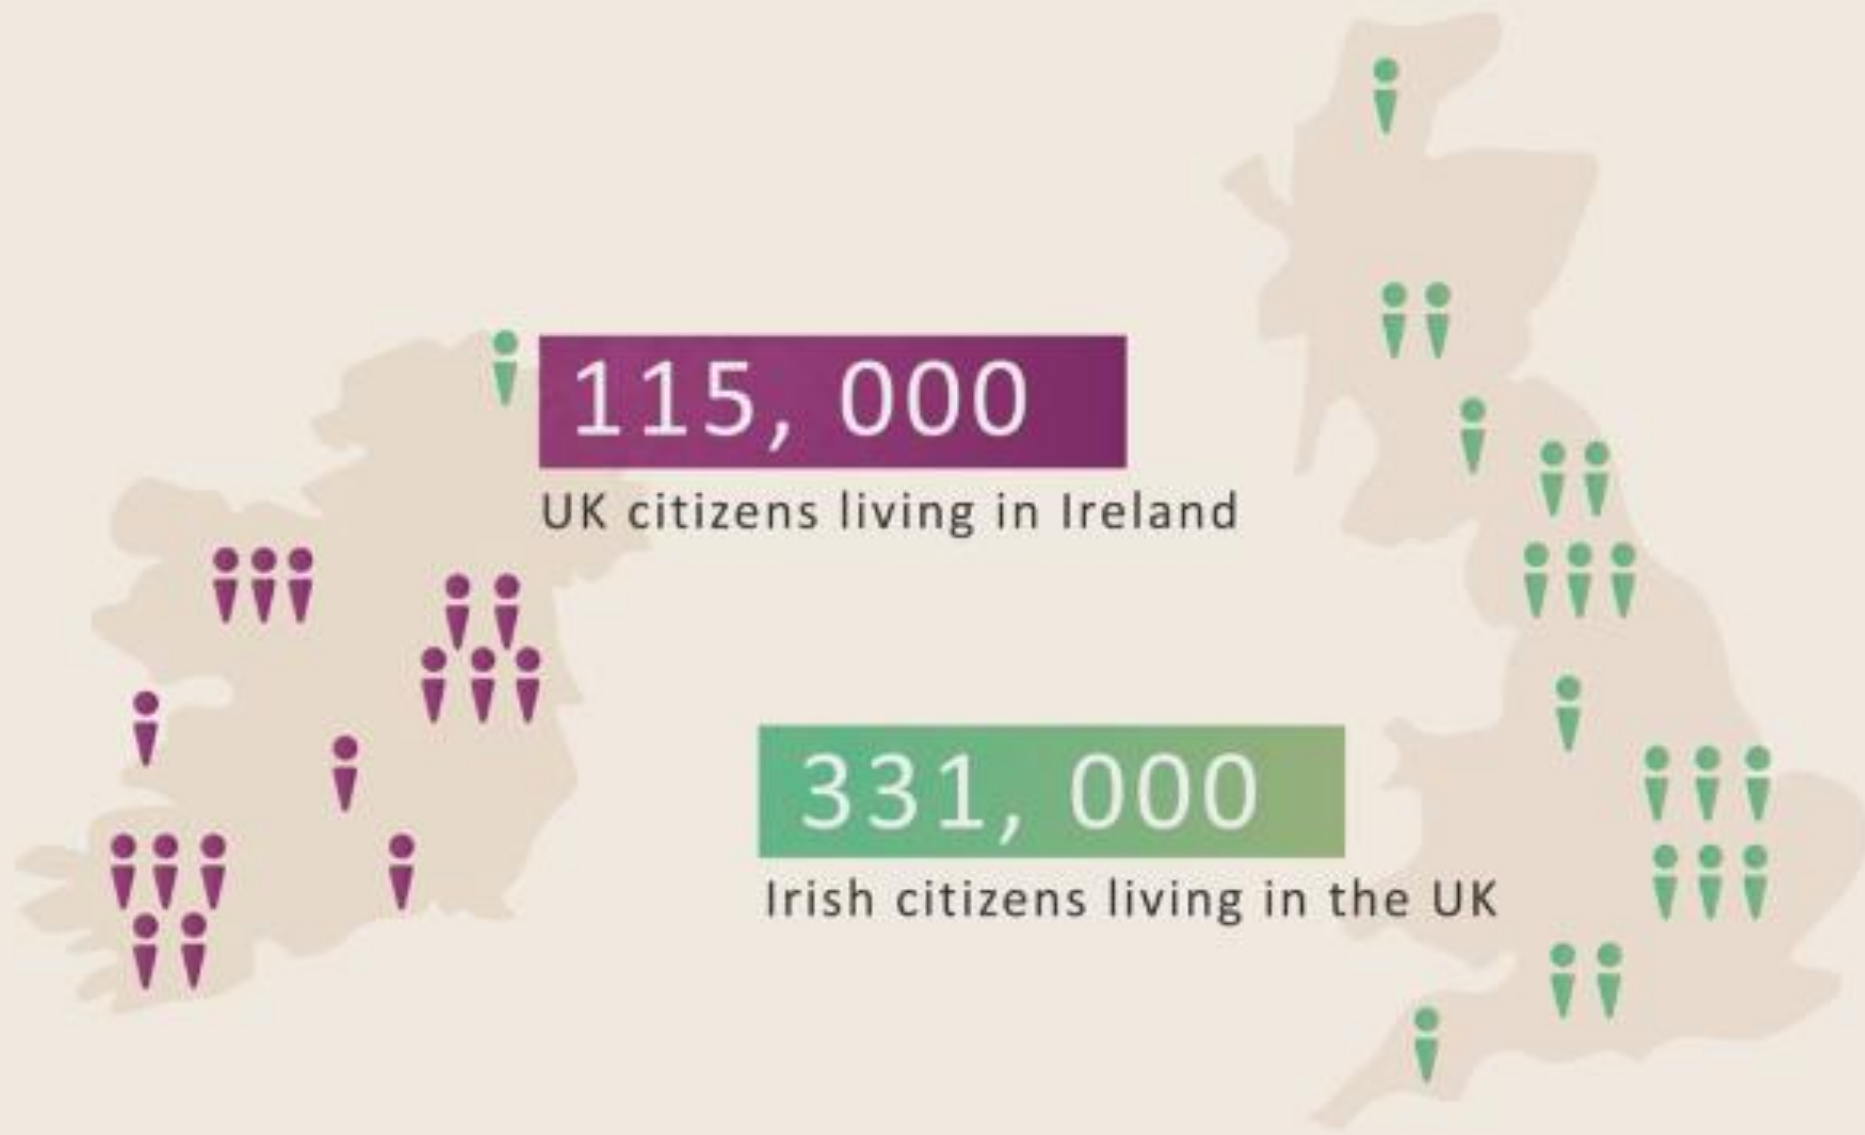 115, 000
UK citizens living in Ireland
331, 000
Irish citizens living in the UK